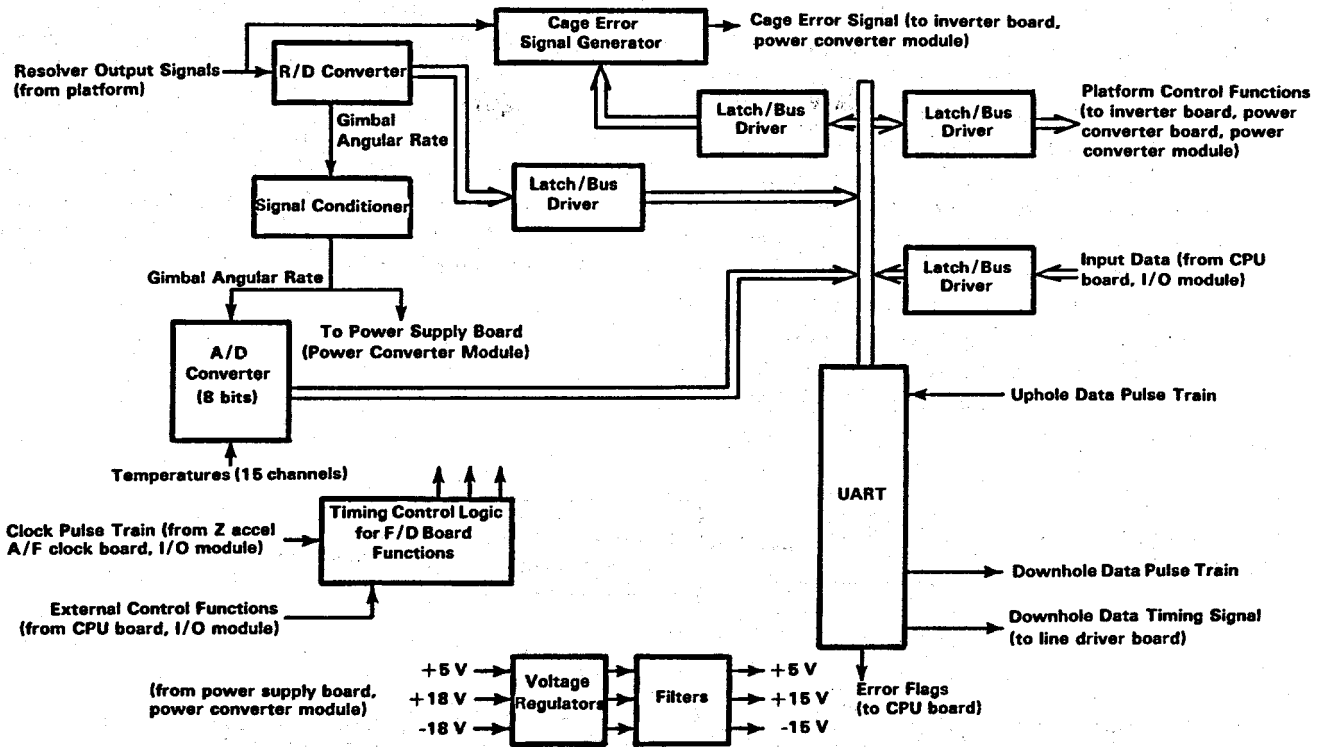 Cage Error
Signal Generator
Cage Error Signal (to inverter board,
power converter module)
Resolver Output Signals
(from platform)
R/D Converter
Latch/Bus
Driver
Latch/Bus
Driver
Platform Control Functions
(to inverter board, power
converter board, power
converter module)
Gimbal
Angular Rate
Signal Conditioner
Latch/Bus
Driver
Gimbal Angular Rate
Latch/Bus
Driver
Input Data (from CPU
board, I/O module)
To Power Supply Board
(Power Converter Module)
A/D
Converter
(8 bits)
Uphole Data Pulse Train
Temperatures (15 channels)
UART
Timing Control Logic
for F/D Board
Functions
Clock Pulse Train (from Z accel
A/F clock board, I/O module)
Downhole Data Pulse Train
External Control Functions
(from CPU board, I/O module)
Downhole Data Timing Signal
(to line driver board)
(from power supply board,
power converter module)
+5 V
+18 V
-18 V
Voltage
Regulators
Filters
+5 V
+15 V
-15 V
Error Flags
(to CPU board)